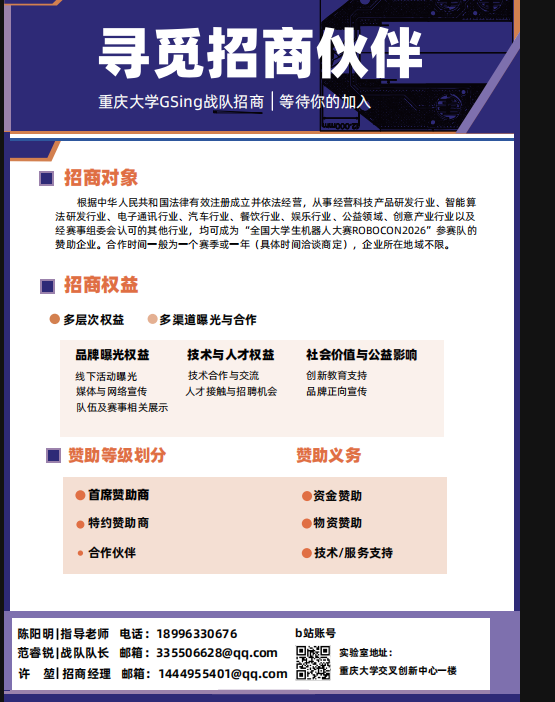 寻觅招商伙伴
重庆大学GSing战队招商 | 等待你的加入
招商对象
根据中华人民共和国法律有效注册成立并依法经营，从事经营科技产品研发行业、智能算
法研发行业、电子通讯行业、汽车行业、餐饮行业、娱乐行业、公益领域、创意产业行业以及
经赛事组委会认可的其他行业，均可成为“全国大学生机器人大赛ROBOCON2026”参赛队的
赞助企业。合作时间一般为一个赛季或一年（具体时间洽谈商定），企业所在地域不限。
招商权益
多层次权益 多渠道曝光与合作
品牌曝光权益 技术与人才权益 社会价值与公益影响
线下活动曝光 技术合作与交流 创新教育支持
媒体与网络宣传 人才接触与招聘机会 品牌正向宣传
队伍及赛事相关展示
赞助等级划分 赞助义务
首席赞助商 资金赞助
特约赞助商 物资赞助
合作伙伴 技术/服务支持
陈阳明|指导老师 电话：18996330676 b站账号
范睿锐|战队队长 邮箱：335506628@qq.com 实验室地址：
许 堃|招商经理 邮箱：1444955401@qq.com 重庆大学交叉创新中心一楼